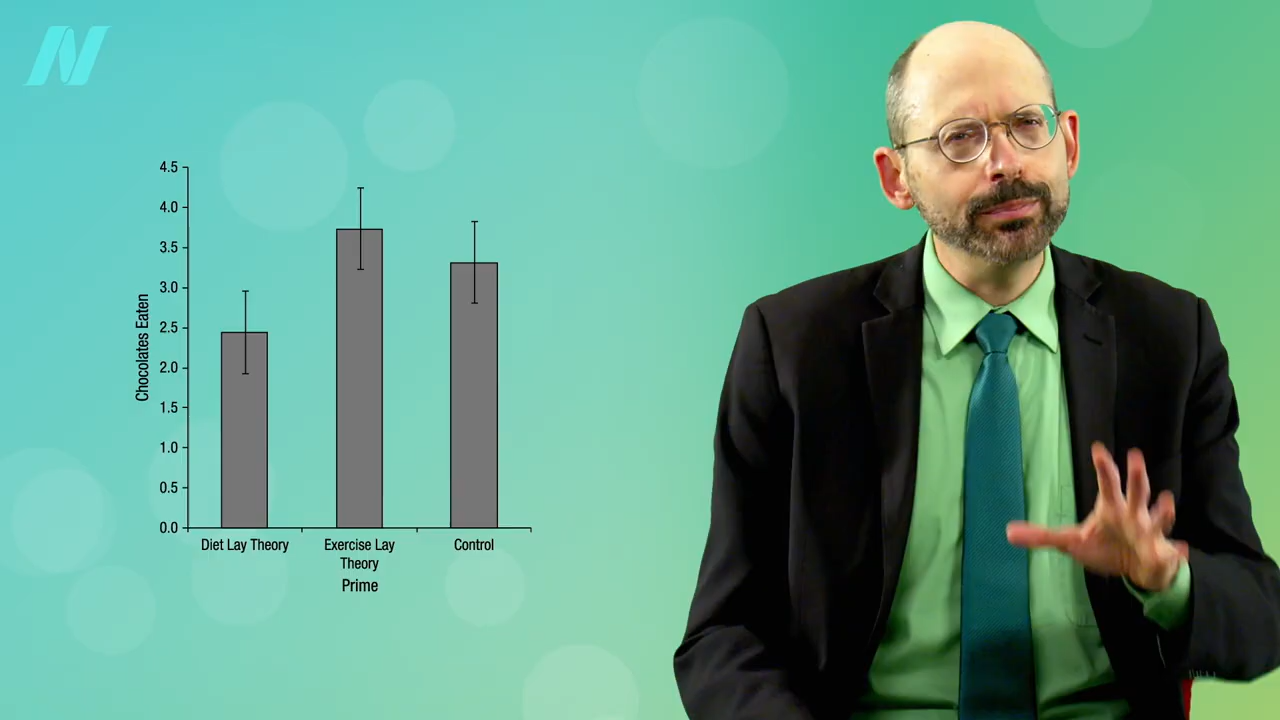 N
4.5
4.0
3.5
3.0
2.5
2.0
1.5
1.0
0.5
0.0
Chocolates Eaten
Diet Lay Theory
Exercise Lay
Theory
Control
Prime